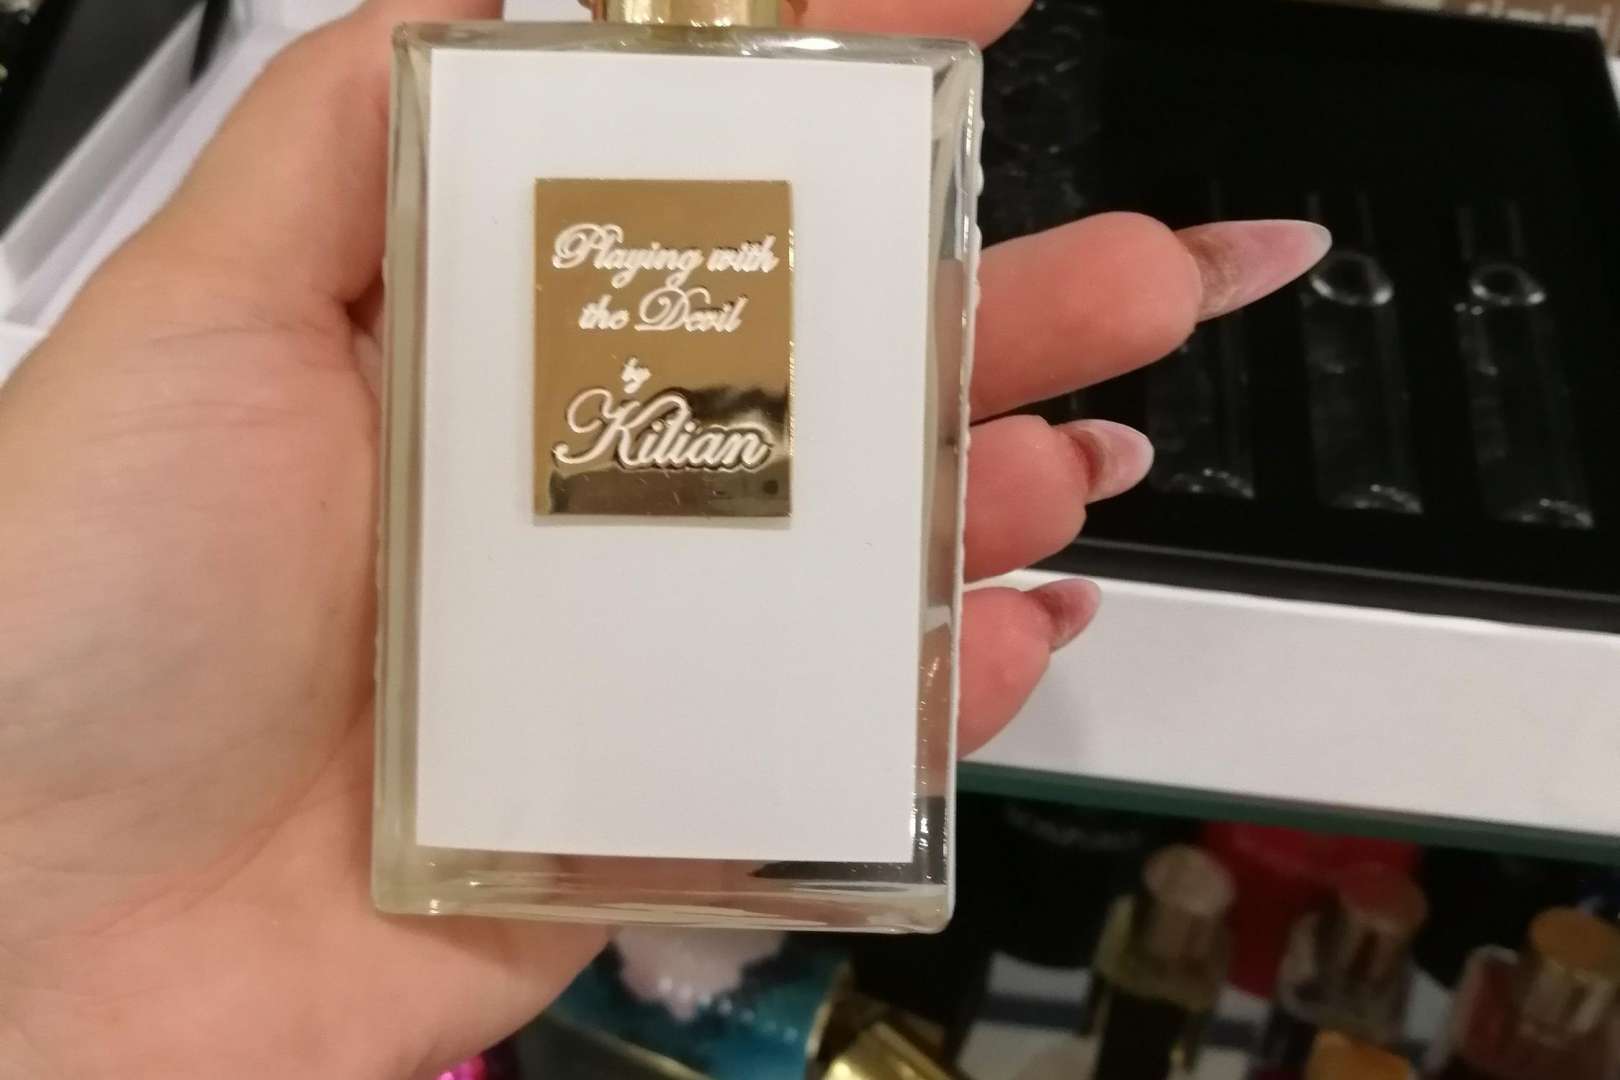 Playing with
the Devil
by
Kilian